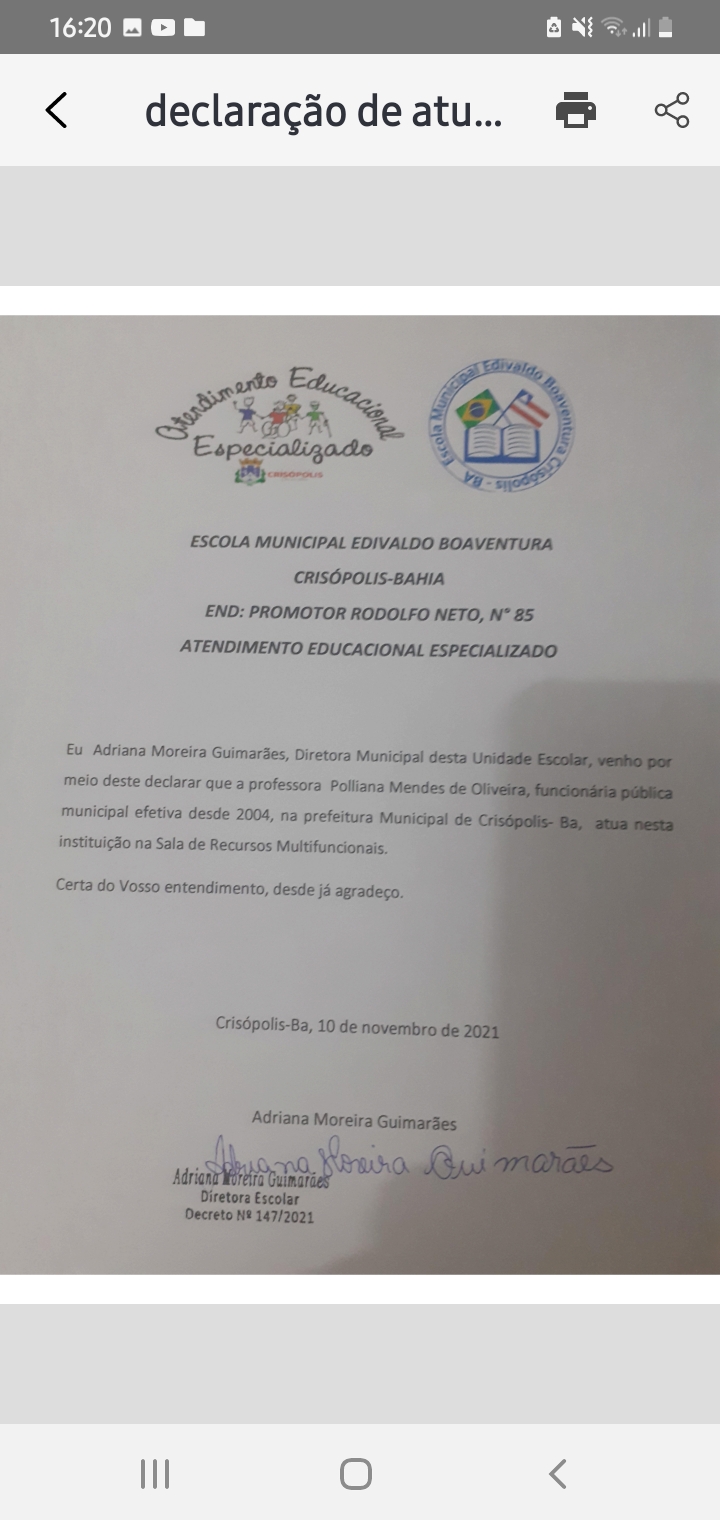 16:20
declaração de atu...
Atendimento Educacional
Especializado
CRISÓPOLIS
Escola Municipal Edivaldo Boaventura Crisópolis - BA
ESCOLA MUNICIPAL EDIVALDO BOAVENTURA
CRISÓPOLIS-BAHIA
END: PROMOTOR RODOLFO NETO, N° 85
ATENDIMENTO EDUCACIONAL ESPECIALIZADO
Eu Adriana Moreira Guimarães, Diretora Municipal desta Unidade Escolar, venho por
meio deste declarar que a professora Polliana Mendes de Oliveira, funcionária pública
municipal efetiva desde 2004, na prefeitura Municipal de Crisópolis- Ba, atua nesta
instituição na Sala de Recursos Multifuncionais.
Certa do Vosso entendimento, desde já agradeço.
Crisópolis-Ba, 10 de novembro de 2021
Adriana Moreira Guimarães
Adriana Moreira Guimarães
Adriana Moreira Guimarães
Diretora Escolar
Decreto Nº 147/2021